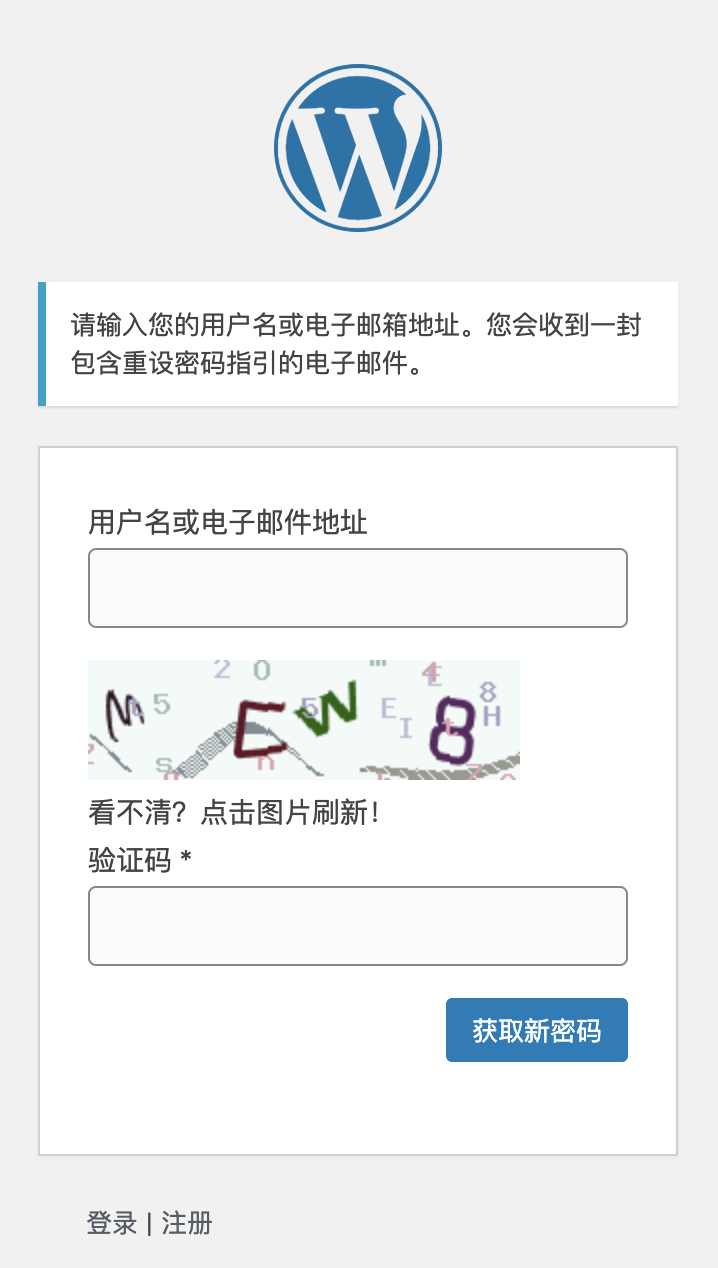 请输入您的用户名或电子邮箱地址。您会收到一封
包含重设密码指引的电子邮件。
用户名或电子邮件地址
看不清？点击图片刷新！
验证码 *
获取新密码
登录 | 注册